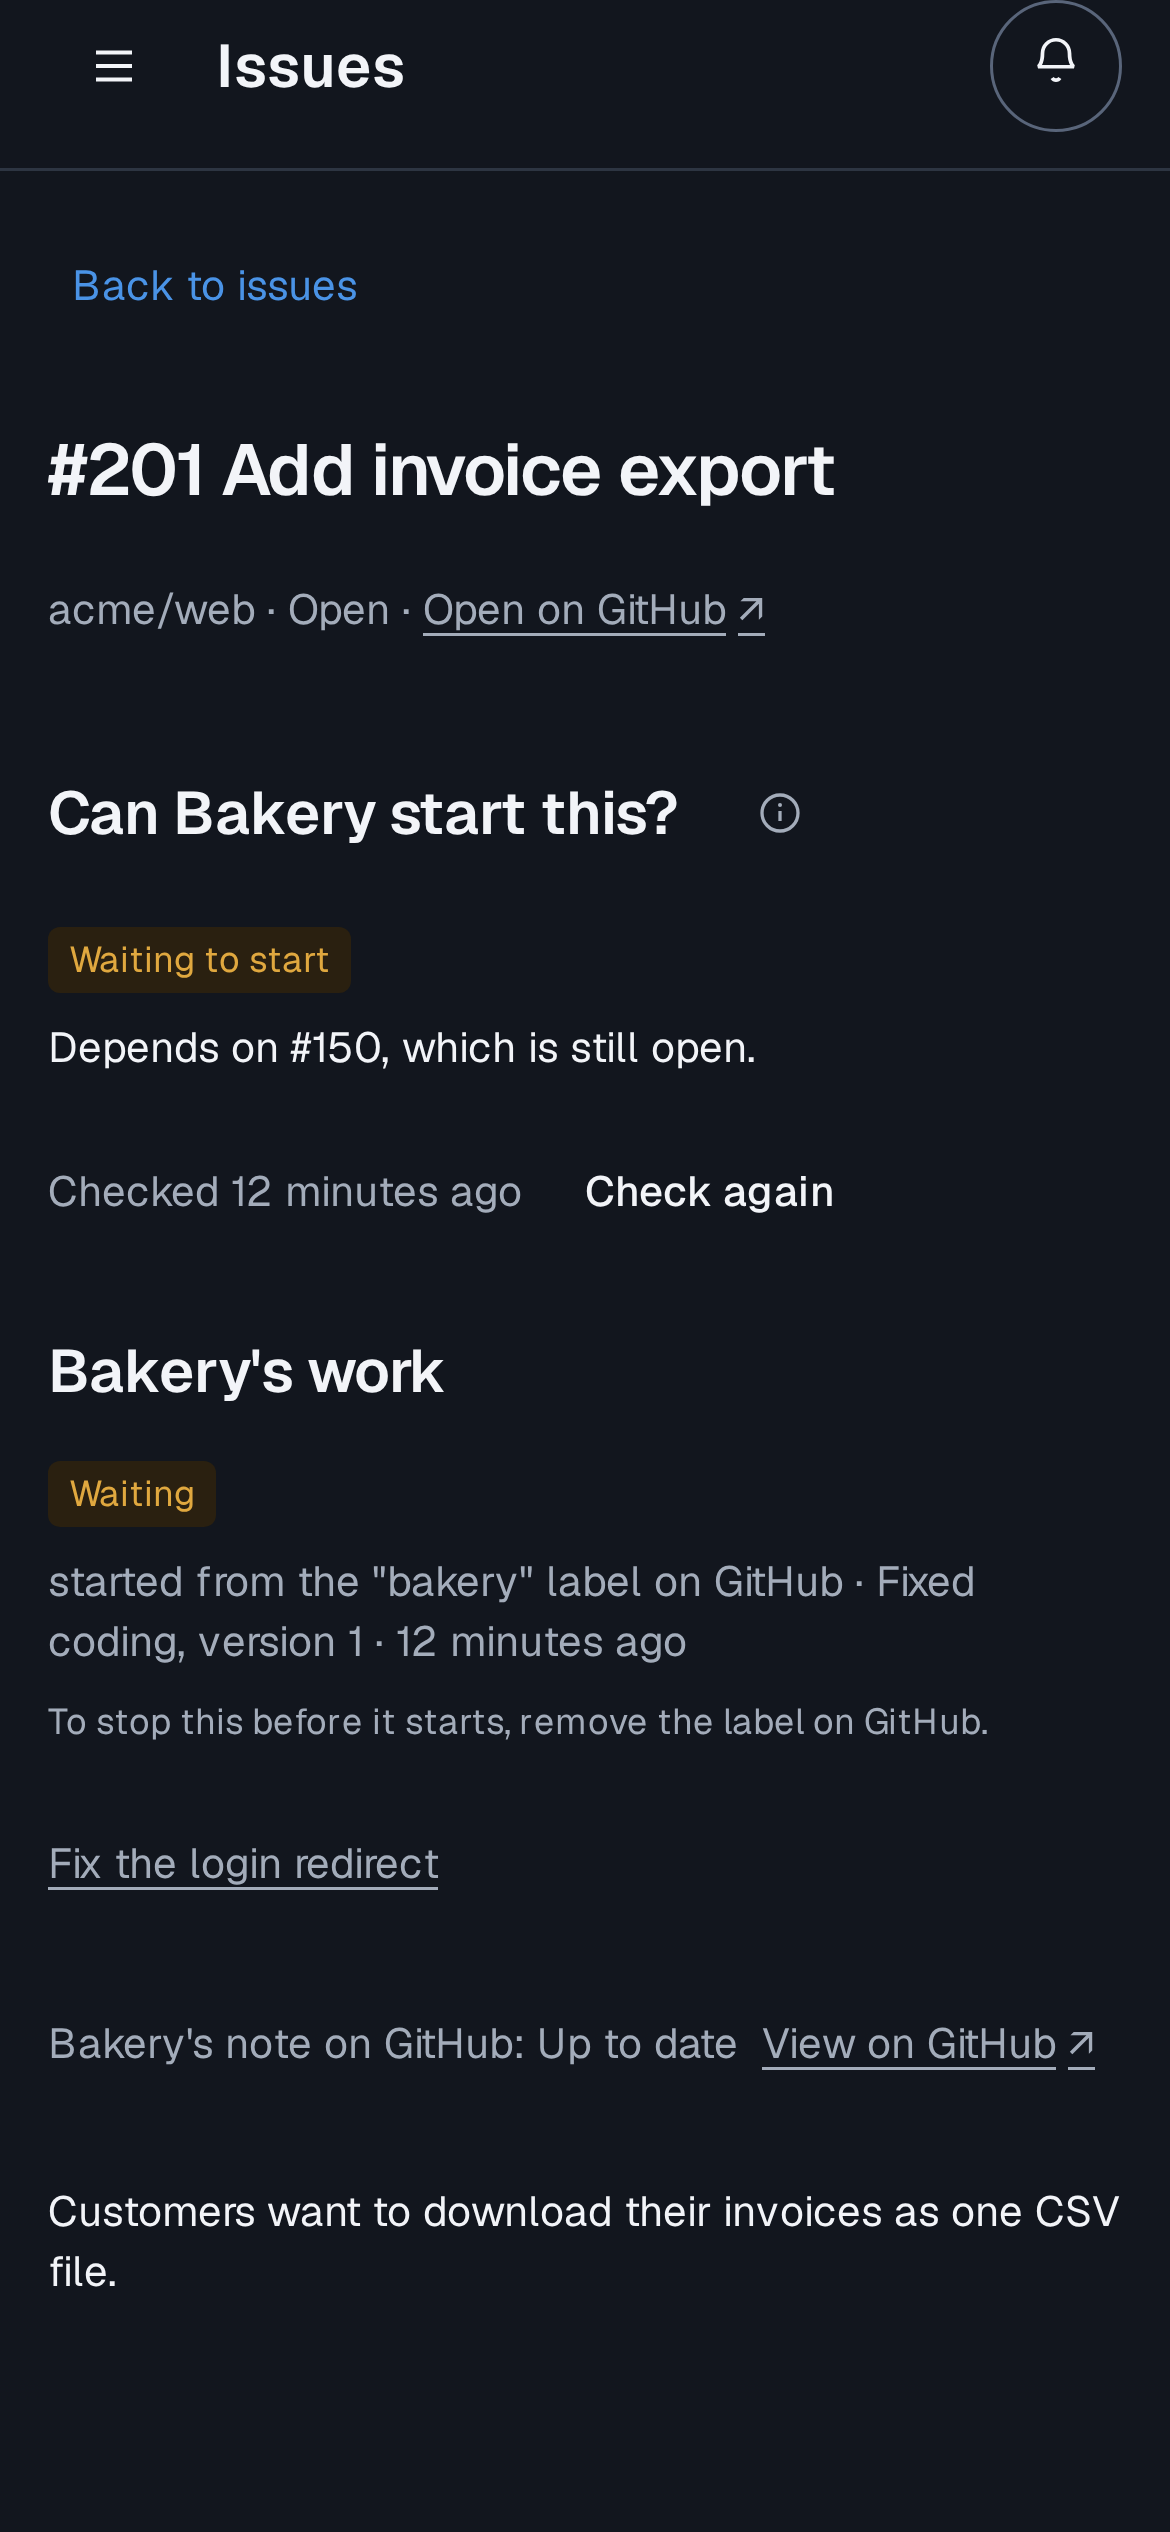 Issues
Back to issues
#201 Add invoice export
acme/web · Open · Open on GitHub ↗
Can Bakery start this?
Waiting to start
Depends on #150, which is still open.
Checked 12 minutes ago Check again
Bakery's work
Waiting
started from the "bakery" label on GitHub · Fixed
coding, version 1 · 12 minutes ago
To stop this before it starts, remove the label on GitHub.
Fix the login redirect
Bakery's note on GitHub: Up to date View on GitHub ↗
Customers want to download their invoices as one CSV
file.